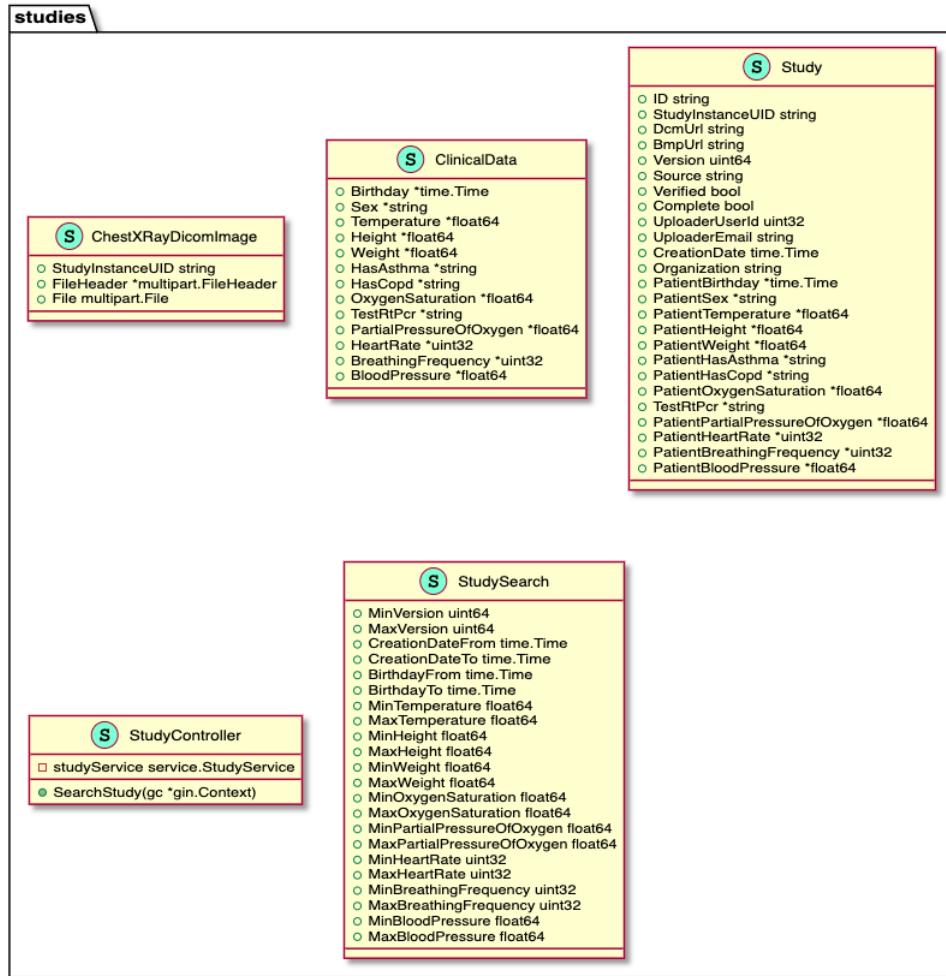 studies
S Study
ID string
StudyInstanceUID string
DcmUrl string
BmpUrl string
Version uint64
Source string
Verified bool
Complete bool
UploaderUserId uint32
UploaderEmail string
CreationDate time.Time
Organization string
PatientBirthday *time.Time
PatientSex *string
PatientTemperature *float64
PatientHeight *float64
PatientWeight *float64
PatientHasAsthma *string
PatientHasCopd *string
PatientOxygenSaturation *float64
TestRtPcr *string
PatientPartialPressureOfOxygen *float64
PatientHeartRate *uint32
PatientBreathingFrequency *uint32
PatientBloodPressure *float64
S ClinicalData
Birthday *time.Time
Sex *string
Temperature *float64
Height *float64
Weight *float64
HasAsthma *string
HasCopd *string
OxygenSaturation *float64
TestRtPcr *string
PartialPressureOfOxygen *float64
HeartRate *uint32
BreathingFrequency *uint32
BloodPressure *float64
S ChestXRayDicomImage
StudyInstanceUID string
FileHeader *multipart.FileHeader
File multipart.File
S StudySearch
MinVersion uint64
MaxVersion uint64
CreationDateFrom time.Time
CreationDateTo time.Time
BirthdayFrom time.Time
BirthdayTo time.Time
MinTemperature float64
MaxTemperature float64
MinHeight float64
MaxHeight float64
MinWeight float64
MaxWeight float64
MinOxygenSaturation float64
MaxOxygenSaturation float64
MinPartialPressureOfOxygen float64
MaxPartialPressureOfOxygen float64
MinHeartRate uint32
MaxHeartRate uint32
MinBreathingFrequency uint32
MaxBreathingFrequency uint32
MinBloodPressure float64
MaxBloodPressure float64
S StudyController
studyService service.StudyService
SearchStudy(gc *gin.Context)